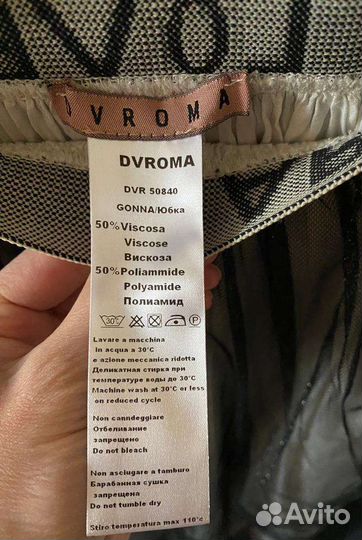 VOL
DVROMA
DVROMA
DVR 50840
GONNA/Юбка
50% Viscosa
Viscose
Вискоза
50% Poliammide
Polyamide
Полиамид
30°
Lavare a macchina
in acqua a 30°C
e azione meccanica ridotta
Деликатная стирка при
температуре воды до 30°C
Machine wash at 30°C or less
on reduced cycle
Non canndeggiare
Отбеливание
запрещено
Do not bleach
Non asciugare a tamburo
Барабанная сушка
запрещена
Do not tumble dry
Stiro temperatura max 110°c
Avito